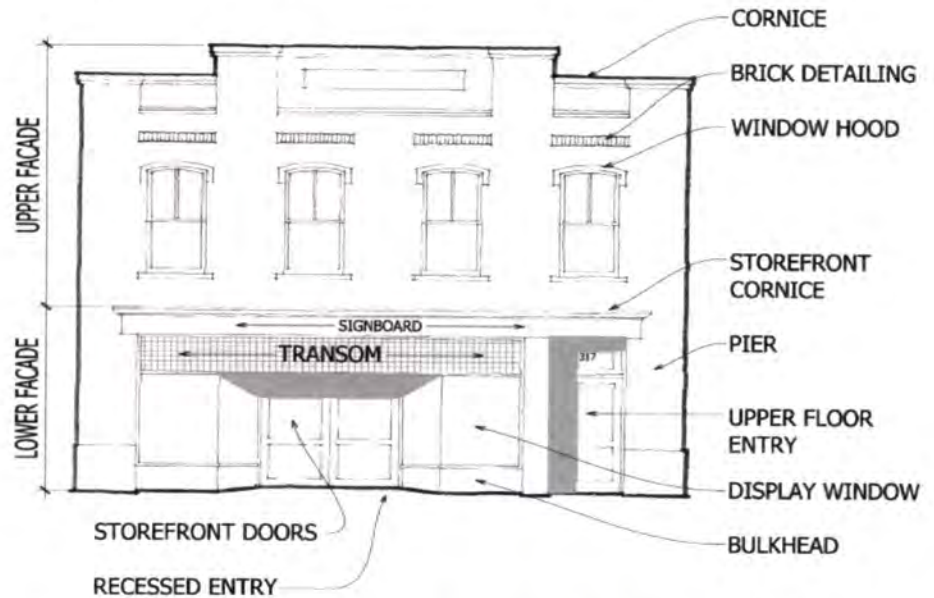 CORNICE
BRICK DETAILING
WINDOW HOOD
UPPER FACADE
STOREFRONT
CORNICE
SIGNBOARD
TRANSOM
317
PIER
LOWER FACADE
UPPER FLOOR
ENTRY
DISPLAY WINDOW
STOREFRONT DOORS
BULKHEAD
RECESSED ENTRY